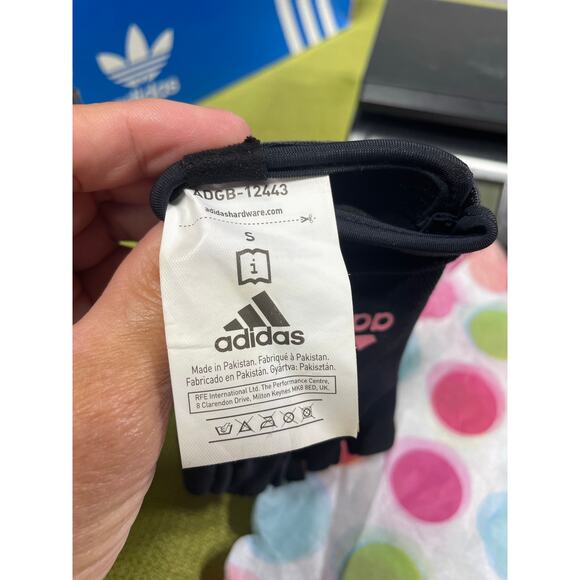 adidas
ADGB-12443
adidashardware.com
S
i
adidas
Made in Pakistan. Fabriqué à Pakistan.
Fabricado en Pakistán. Gyártva: Pakisztán.
RFE International Ltd. The Performance Centre,
8 Clarendon Drive, Milton Keynes MK8 8ED, UK.